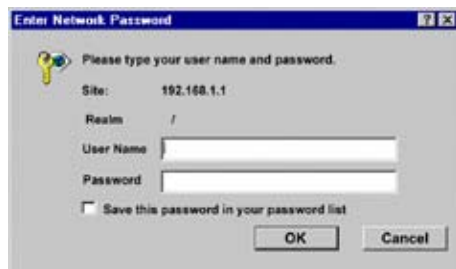 Enter Network Password
Please type your user name and password.
Site: 192.168.1.1
Realm /
User Name
Password
Save this password in your password list
OK Cancel